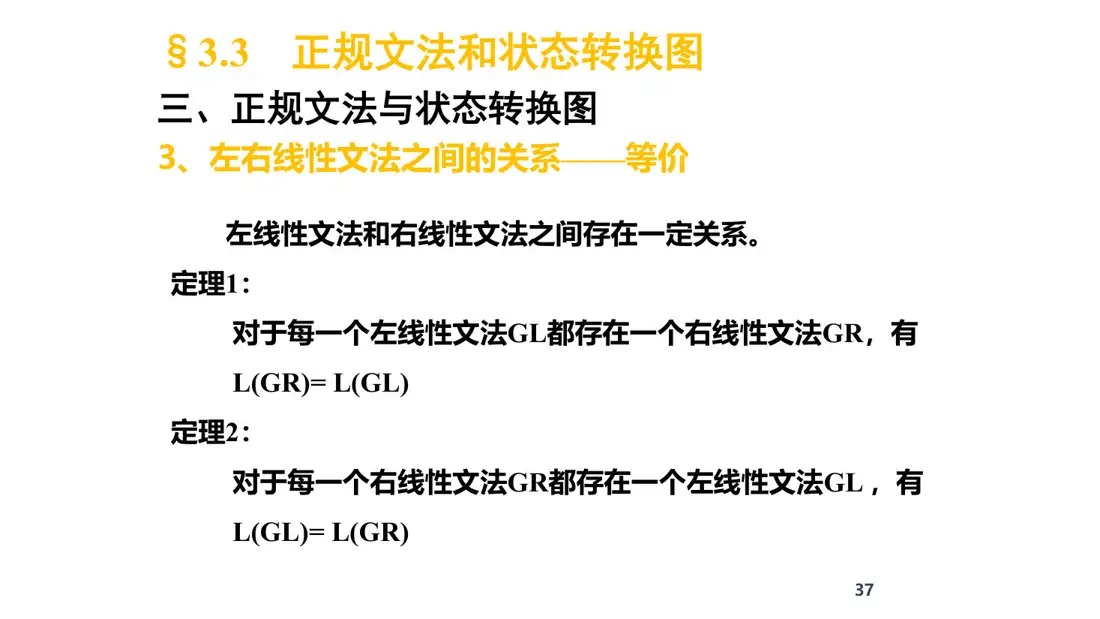 §3.3 正规文法和状态转换图
三、正规文法与状态转换图
3、左右线性文法之间的关系——等价
左线性文法和右线性文法之间存在一定关系。
定理1：
对于每一个左线性文法GL都存在一个右线性文法GR，有
L(GR)= L(GL)
定理2：
对于每一个右线性文法GR都存在一个左线性文法GL ，有
L(GL)= L(GR)
37